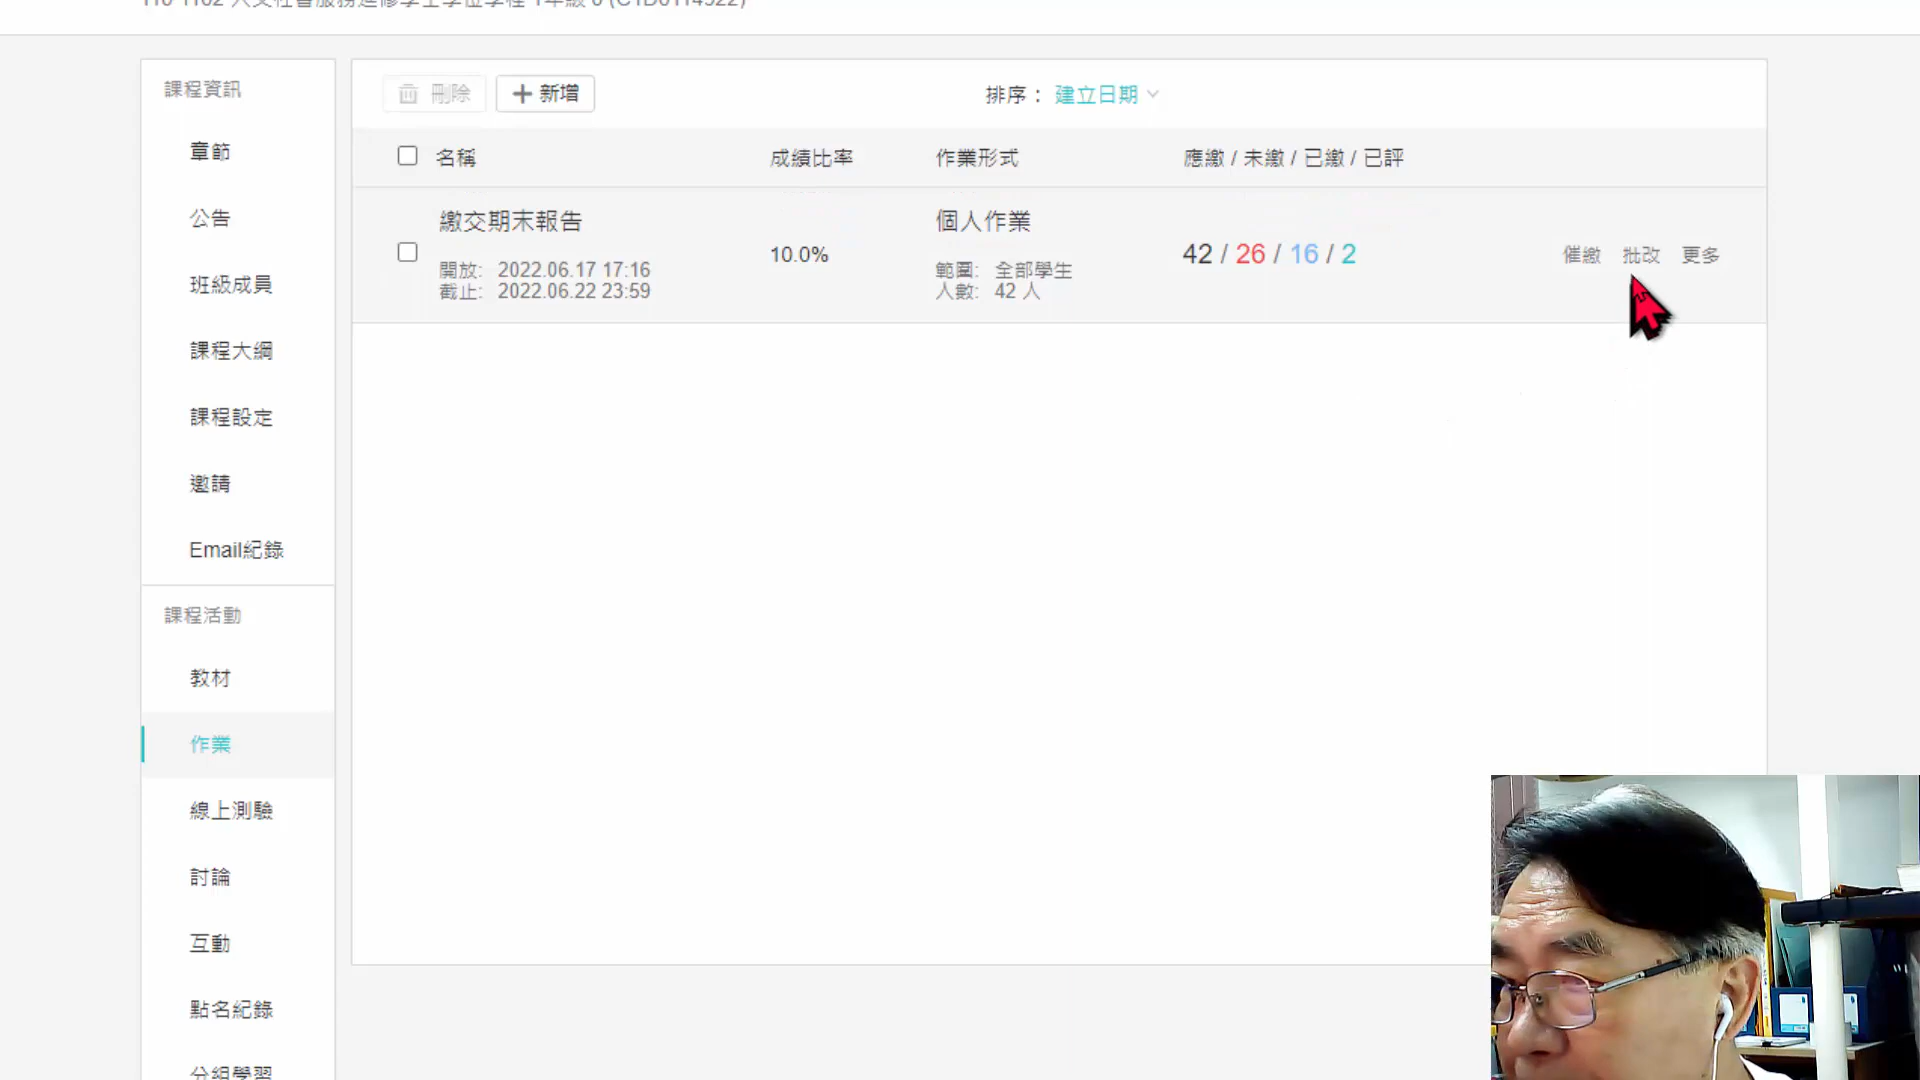 課程資訊
章節
公告
班級成員
課程大綱
課程設定
邀請
Email紀錄
課程活動
教材
作業
線上測驗
討論
互動
點名紀錄
分組學習
刪除
新增
排序：建立日期
名稱 成績比率 作業形式 應繳 / 未繳 / 已繳 / 已評
繳交期末報告
開放: 2022.06.17 17:16
截止: 2022.06.22 23:59
10.0%
個人作業
範圍: 全部學生
人數: 42 人
42 / 26 / 16 / 2
催繳 批改 更多